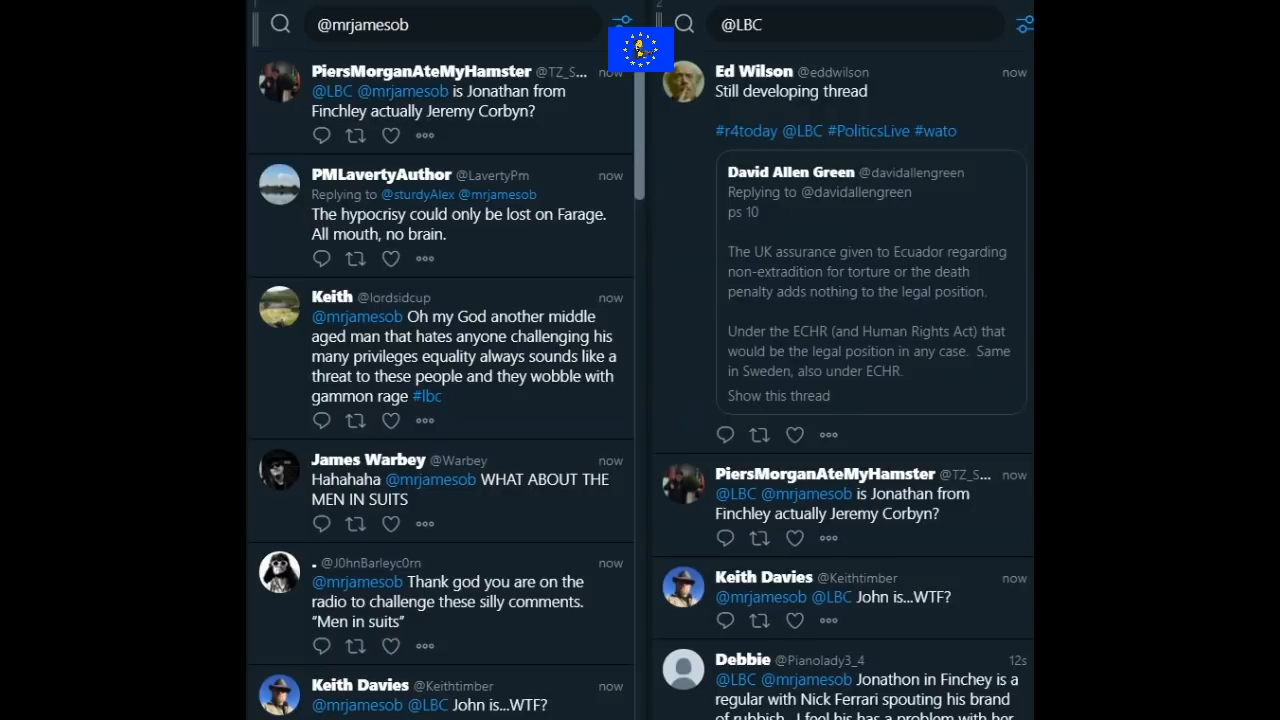 1
@mrjamesob
PiersMorganAteMyHamster @TZ_S... now
@LBC @mrjamesob is Jonathan from
Finchley actually Jeremy Corbyn?
PMLavertyAuthor @LavertyPm now
Replying to @sturdyAlex @mrjamesob
The hypocrisy could only be lost on Farage.
All mouth, no brain.
Keith @lordsidcup now
@mrjamesob Oh my God another middle
aged man that hates anyone challenging his
many privileges equality always sounds like a
threat to these people and they wobble with
gammon rage #lbc
James Warbey @Warbey now
Hahahaha @mrjamesob WHAT ABOUT THE
MEN IN SUITS
. @J0hnBarleyc0rn now
@mrjamesob Thank god you are on the
radio to challenge these silly comments.
“Men in suits”
Keith Davies @Keithtimber now
@mrjamesob @LBC John is...WTF?
2
@LBC
Ed Wilson @eddwilson now
Still developing thread
#r4today @LBC #PoliticsLive #wato
David Allen Green @davidallengreen
Replying to @davidallengreen
ps 10
The UK assurance given to Ecuador regarding
non-extradition for torture or the death
penalty adds nothing to the legal position.
Under the ECHR (and Human Rights Act) that
would be the legal position in any case. Same
in Sweden, also under ECHR.
Show this thread
PiersMorganAteMyHamster @TZ_S... now
@LBC @mrjamesob is Jonathan from
Finchley actually Jeremy Corbyn?
Keith Davies @Keithtimber now
@mrjamesob @LBC John is...WTF?
Debbie @Pianolady3_4 12s
@LBC @mrjamesob Jonathon in Finchey is a
regular with Nick Ferrari spouting his brand
of rubbish. I feel his has a problem with her